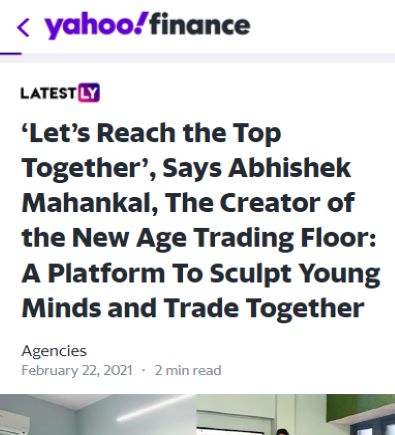 yahoo!finance
LATESTLY
‘Let’s Reach the Top
Together’, Says Abhishek
Mahankal, The Creator of
the New Age Trading Floor:
A Platform To Sculpt Young
Minds and Trade Together
Agencies
February 22, 2021 · 2 min read